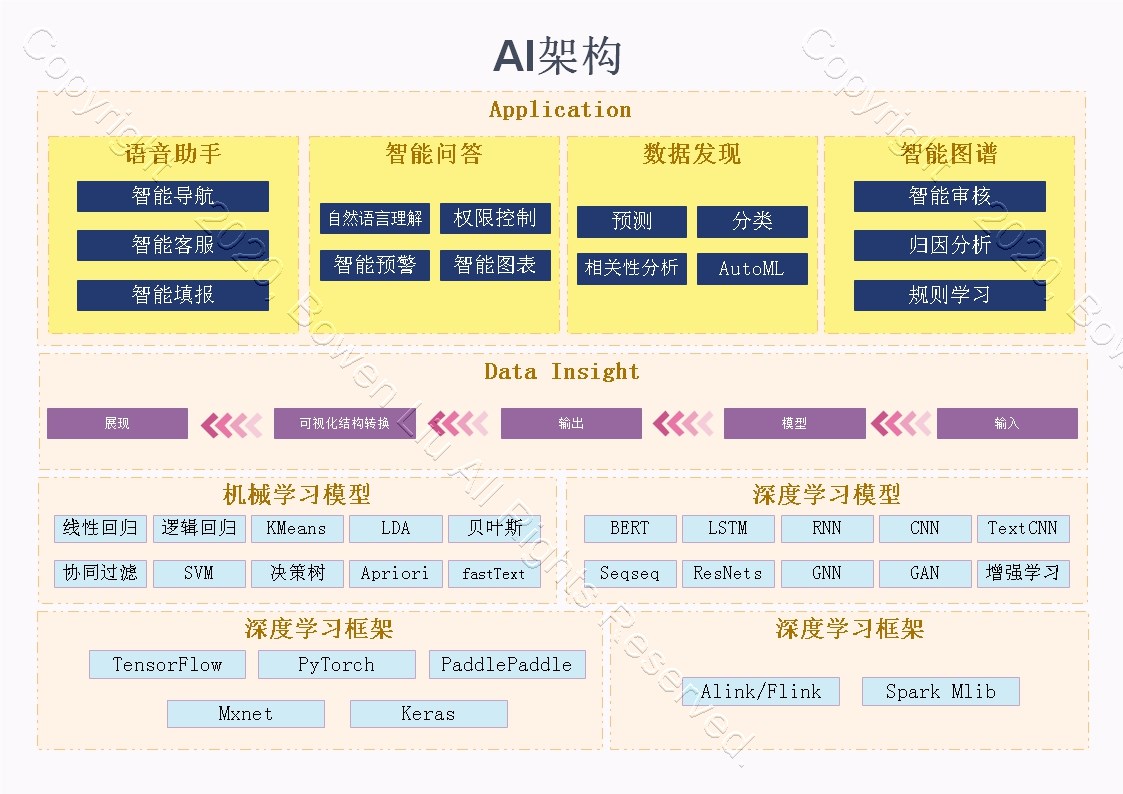 AI架构
Application
语音助手
智能导航
智能客服
智能填报
智能问答
自然语言理解 权限控制
智能预警 智能图表
数据发现
预测 分类
相关性分析 AutoML
智能图谱
智能审核
归因分析
规则学习
Data Insight
展现 可视化结构转换 输出 模型 输入
机械学习模型
线性回归 逻辑回归 KMeans LDA 贝叶斯
协同过滤 SVM 决策树 Apriori fastText
深度学习模型
BERT LSTM RNN CNN TextCNN
Seqseq ResNets GNN GAN 增强学习
深度学习框架
TensorFlow PyTorch PaddlePaddle
Mxnet Keras
深度学习框架
Alink/Flink Spark Mlib
Copyright 2020, Bowen Liu All Rights Reserved.
Copyright 2020, Bow